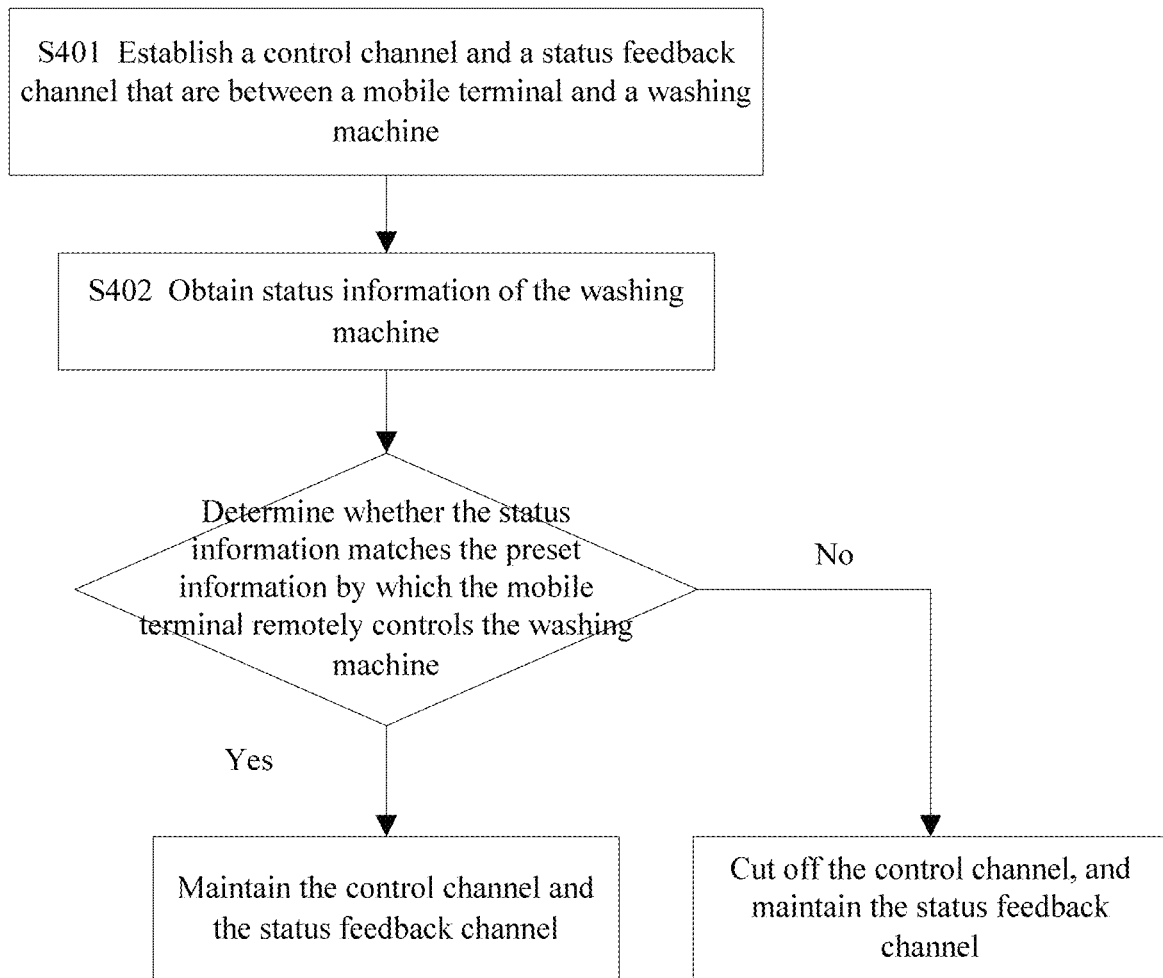 S401 Establish a control channel and a status feedback
channel that are between a mobile terminal and a washing
machine
S402 Obtain status information of the washing
machine
Determine whether the status
information matches the preset
information by which the mobile
terminal remotely controls the washing
machine
No
Yes
Maintain the control channel and
the status feedback channel
Cut off the control channel, and
maintain the status feedback
channel